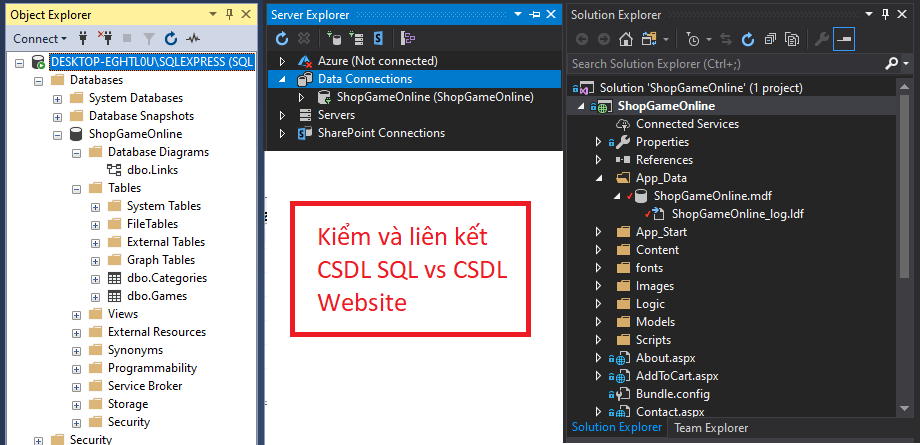 Object Explorer
Connect
DESKTOP-EGHTL0U\SQLEXPRESS (SQL
Databases
System Databases
Database Snapshots
ShopGameOnline
Database Diagrams
dbo.Links
Tables
System Tables
FileTables
External Tables
Graph Tables
dbo.Categories
dbo.Games
Views
External Resources
Synonyms
Programmability
Service Broker
Storage
Security
Security
Server Explorer
Azure (Not connected)
Data Connections
ShopGameOnline (ShopGameOnline)
Servers
SharePoint Connections
Kiểm và liên kết
CSDL SQL vs CSDL
Website
Solution Explorer
Search Solution Explorer (Ctrl+;)
Solution 'ShopGameOnline' (1 project)
ShopGameOnline
Connected Services
Properties
References
App_Data
ShopGameOnline.mdf
ShopGameOnline_log.ldf
App_Start
Content
fonts
Images
Logic
Models
Scripts
About.aspx
AddToCart.aspx
Bundle.config
Contact.aspx
Solution Explorer Team Explorer